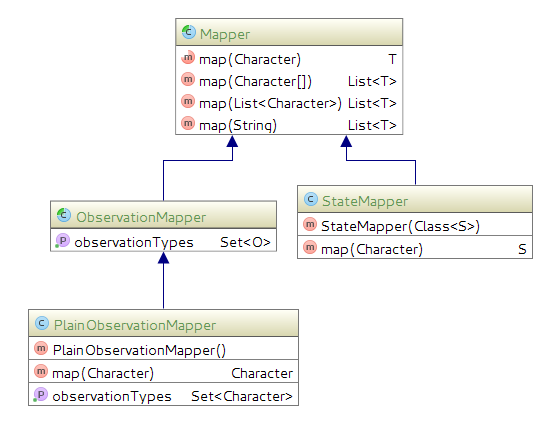 Mapper
map(Character) T
map(Character[]) List<T>
map(List<Character>) List<T>
map(String) List<T>
ObservationMapper
observationTypes Set<O>
StateMapper
StateMapper(Class<S>)
map(Character) S
PlainObservationMapper
PlainObservationMapper()
map(Character) Character
observationTypes Set<Character>